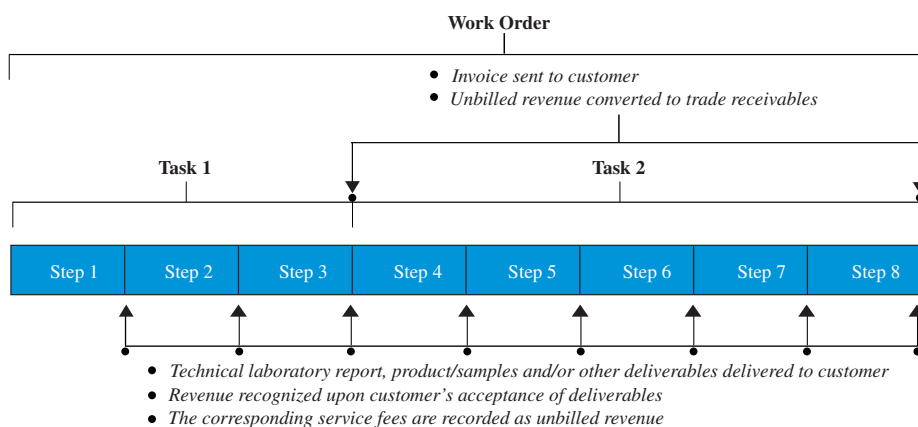 Work Order
• Invoice sent to customer
• Unbilled revenue converted to trade receivables
Task 1
Task 2
Step 1 Step 2 Step 3 Step 4 Step 5 Step 6 Step 7 Step 8
• Technical laboratory report, product/samples and/or other deliverables delivered to customer
• Revenue recognized upon customer’s acceptance of deliverables
• The corresponding service fees are recorded as unbilled revenue